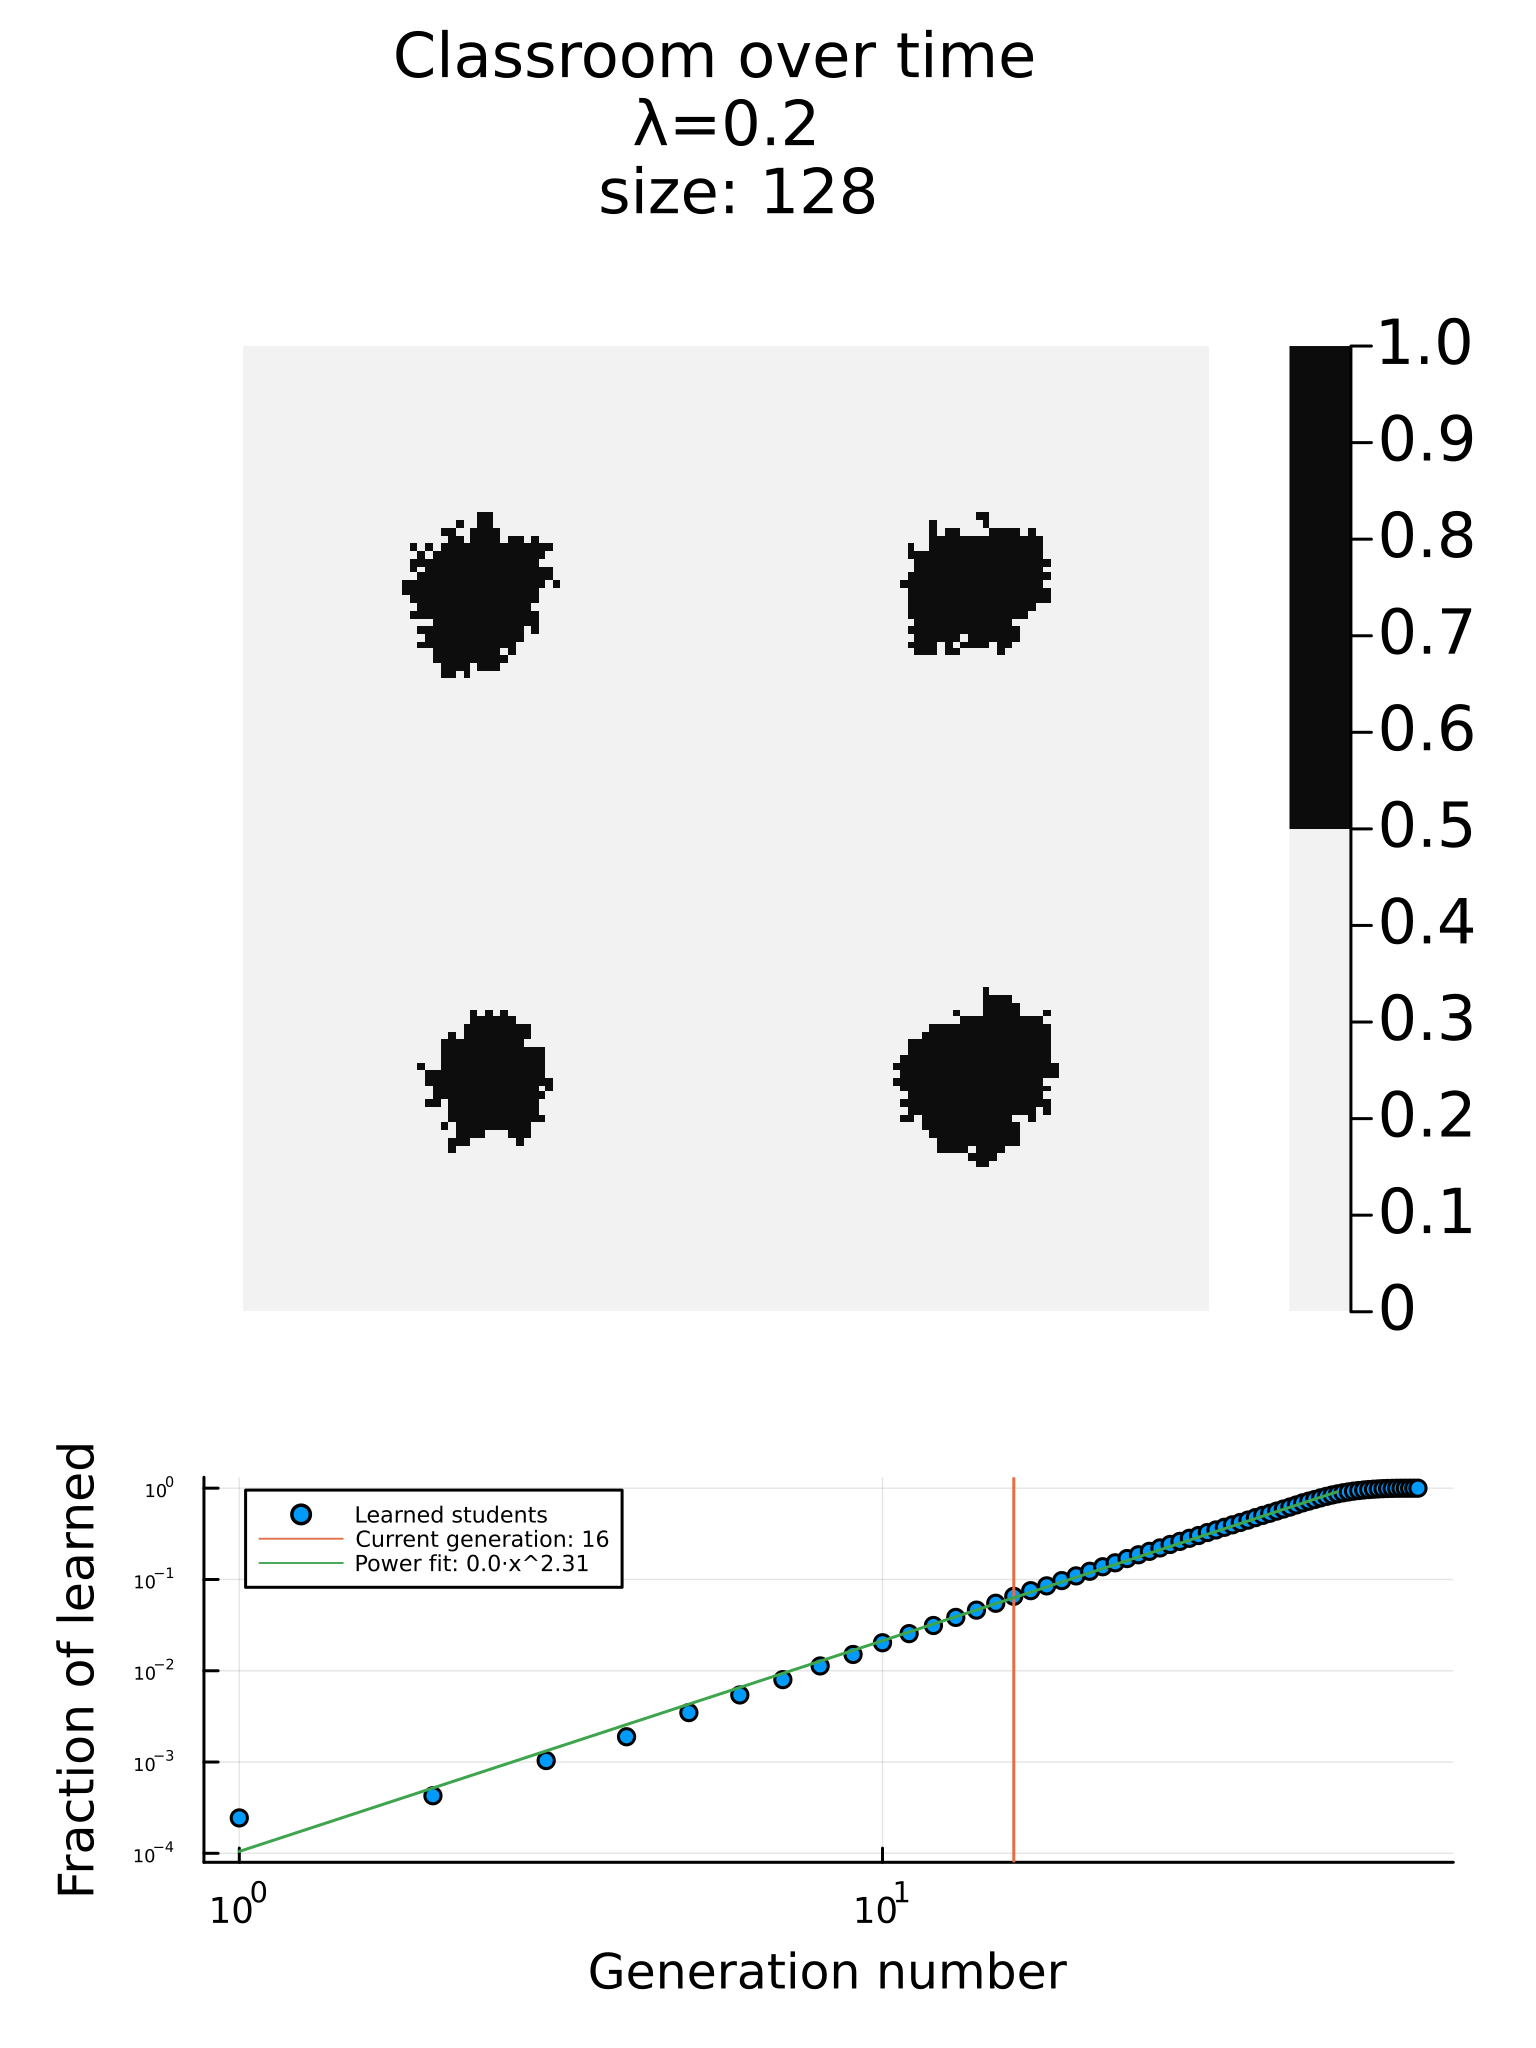 Classroom over time
λ=0.2
size: 128
1.0
0.9
0.8
0.7
0.6
0.5
0.4
0.3
0.2
0.1
0
Fraction of learned
10^0
10^-1
10^-2
10^-3
10^-4
Learned students
Current generation: 16
Power fit: 0.0·x^2.31
10^0
10^1
Generation number